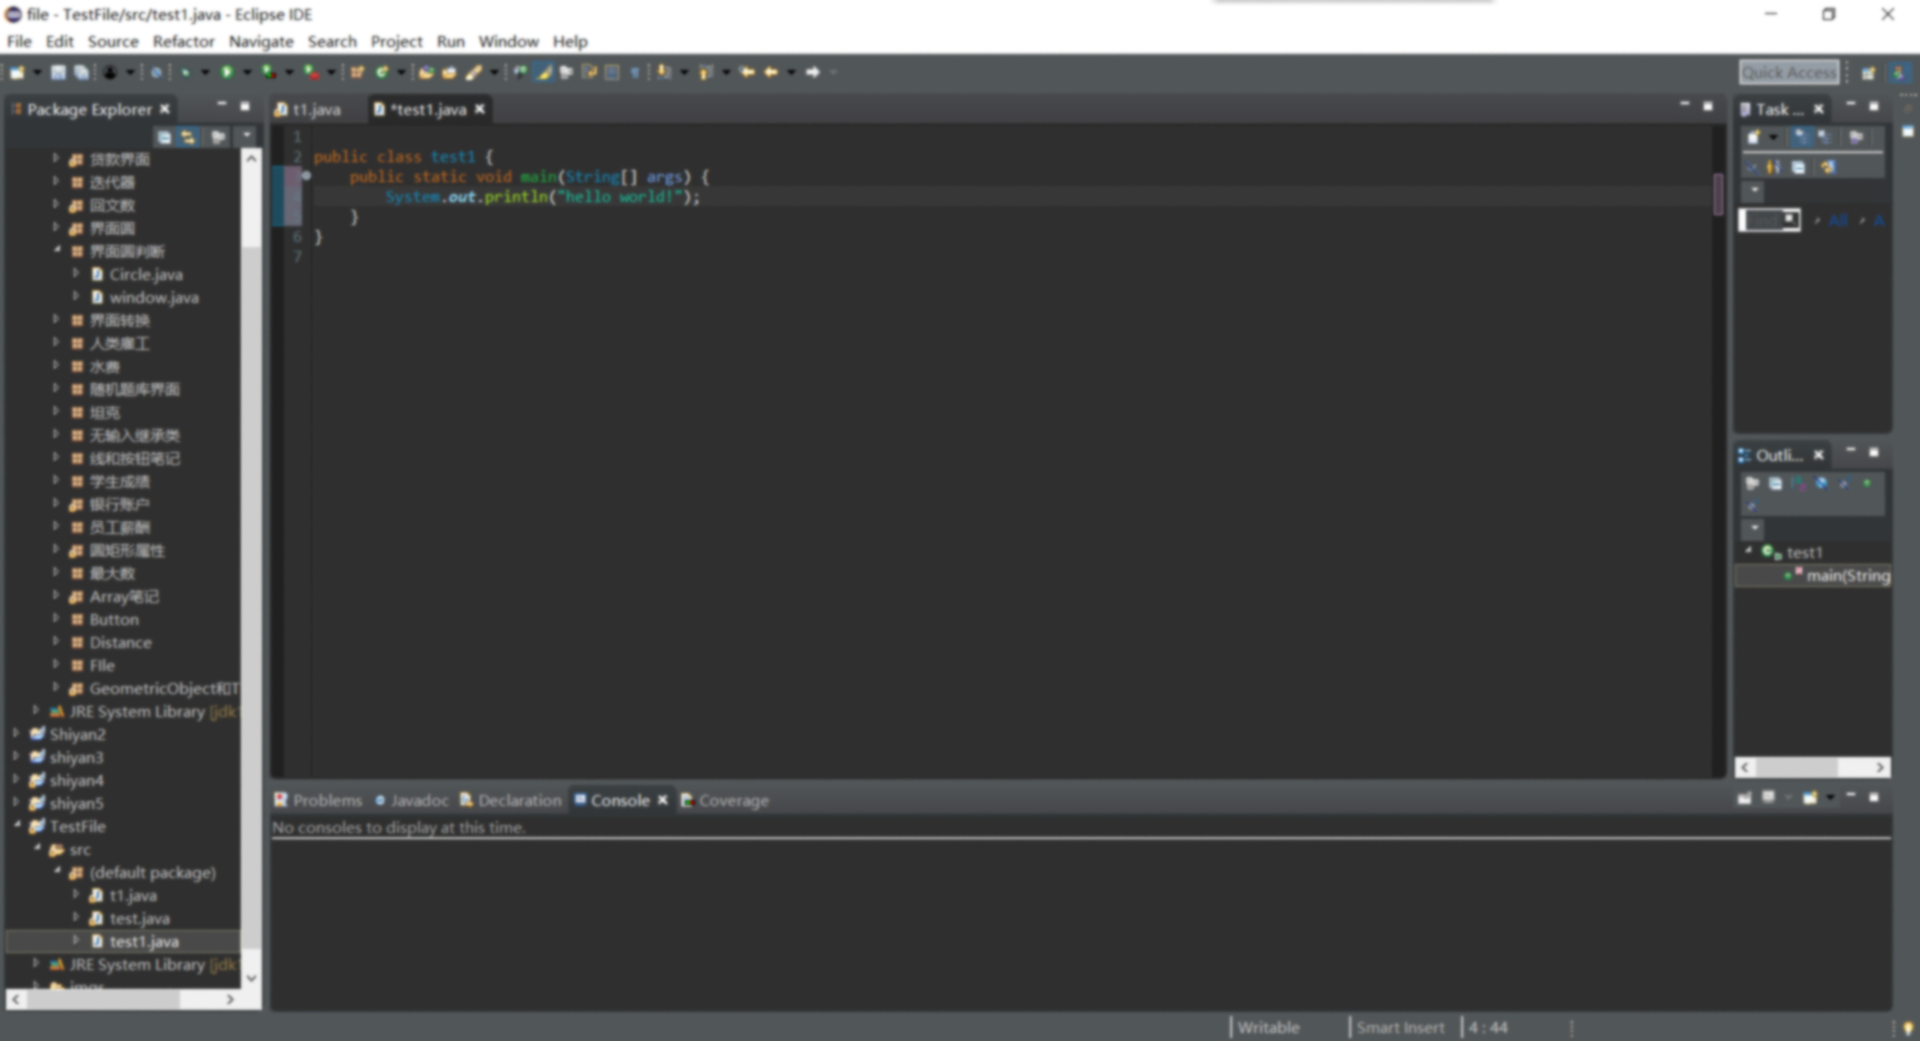 file - TestFile/src/test1.java - Eclipse IDE
File Edit Source Refactor Navigate Search Project Run Window Help
Quick Access
Package Explorer
t1.java
*test1.java
Task ...
贷款界面
迭代器
回文数
界面圆
界面圆判断
Circle.java
window.java
界面转换
人类雇工
水费
随机题库界面
坦克
无输入继承类
线和按钮笔记
学生成绩
银行账户
员工薪酬
圆矩形属性
最大数
Array笔记
Button
Distance
FIle
GeometricObject和T
JRE System Library [jdk1
Shiyan2
shiyan3
shiyan4
shiyan5
TestFile
src
(default package)
t1.java
test.java
test1.java
JRE System Library [jdk1
imgs
1
2 public class test1 {
public static void main(String[] args) {
System.out.println("hello world!");
}
6 }
7
All
A
Outli...
test1
main(String
Problems Javadoc Declaration Console Coverage
No consoles to display at this time.
Writable Smart Insert 4 : 44